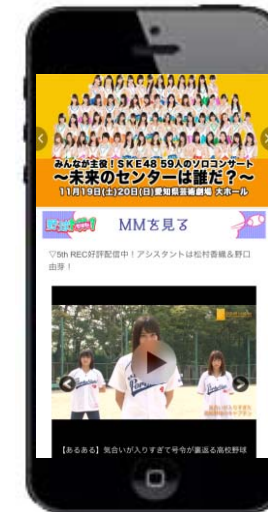 みんなが主役！SKE48 59人のソロコンサート
〜未来のセンターは誰だ？〜
11月19日(土)20日(日)愛知県芸術劇場 大ホール
MMを見る
▽5th REC好評配信中！アシスタントは松村香織＆野口
由芽！
【あるある】気合いが入りすぎて号令が裏返る高校野球